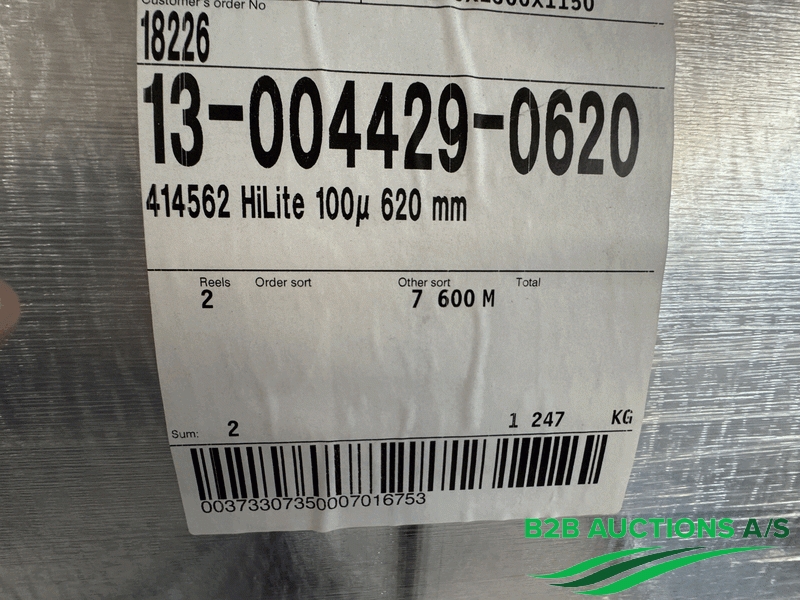 Customer's order No
18226
13-004429-0620
414562 HiLite 100µ 620 mm
Reels Order sort Other sort Total
2 7 600 M
Sum: 2 1 247 KG
00373307350007016753
B2B AUCTIONS A/S